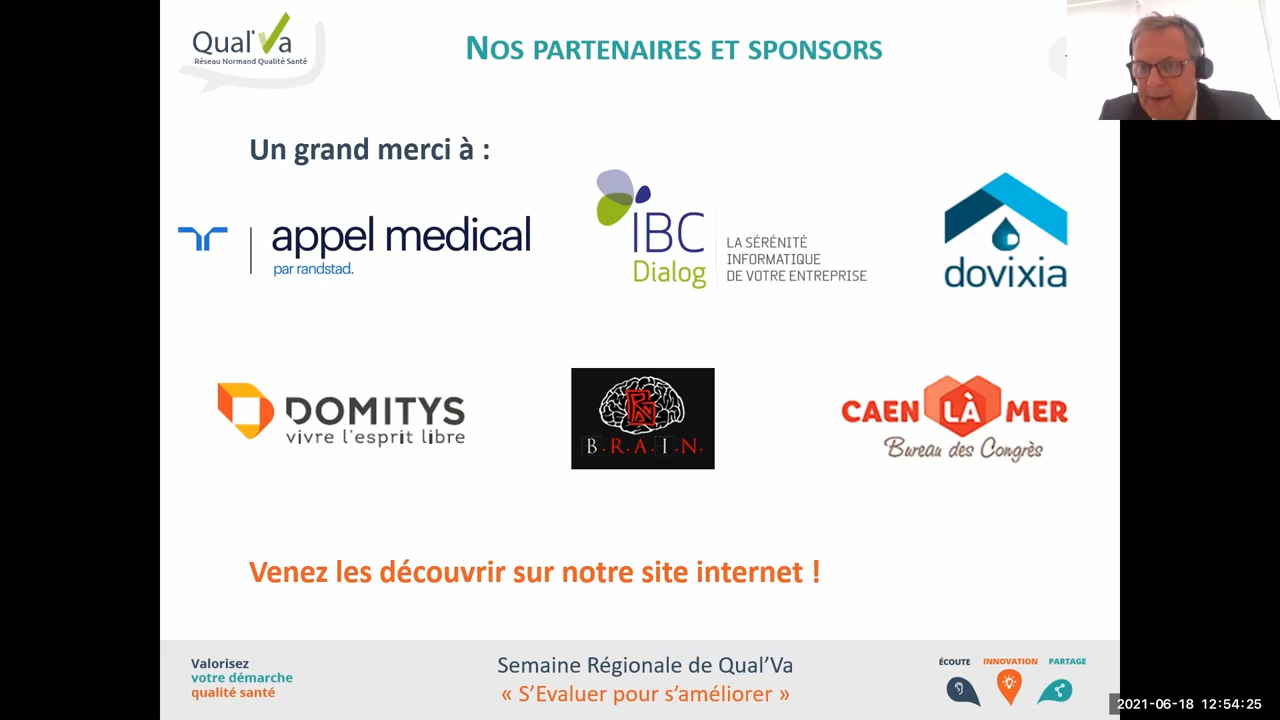 Qual'Va
Réseau Normand Qualité Santé
NOS PARTENAIRES ET SPONSORS
Un grand merci à :
appel medical
par randstad.
IBC
Dialog
LA SÉRÉNITÉ
INFORMATIQUE
DE VOTRE ENTREPRISE
dovixia
DOMITYS
vivre l'esprit libre
B.R.A.I.N.
CAEN LÀ MER
Bureau des Congrès
Venez les découvrir sur notre site internet !
Valorisez
votre démarche
qualité santé
Semaine Régionale de Qual'Va
« S'Evaluer pour s'améliorer »
ÉCOUTE INNOVATION PARTAGE
2021-06-18 12:54:25